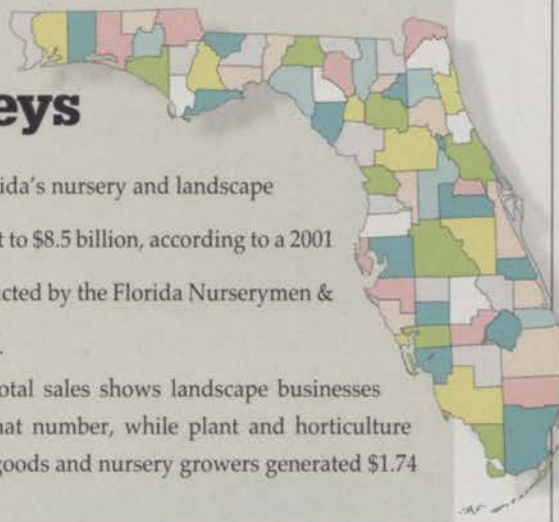 eys
ida's nursery and landscape
t to $8.5 billion, according to a 2001
cted by the Florida Nurserymen &
.
otal sales shows landscape businesses
hat number, while plant and horticulture
goods and nursery growers generated $1.74